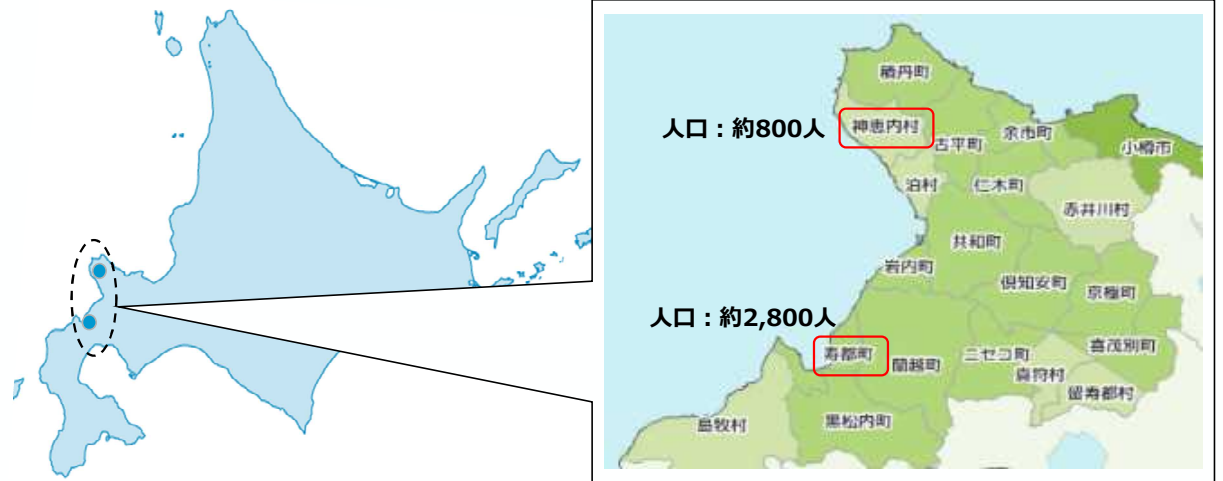 積丹町
人口：約800人
神恵内村
余市町
古平町
小樽市
泊村
仁木町
赤井川村
共和町
岩内町
倶知安町
京極町
人口：約2,800人
寿都町
蘭越町
ニセコ町
喜茂別町
真狩村
留寿都村
島牧村
黒松内町